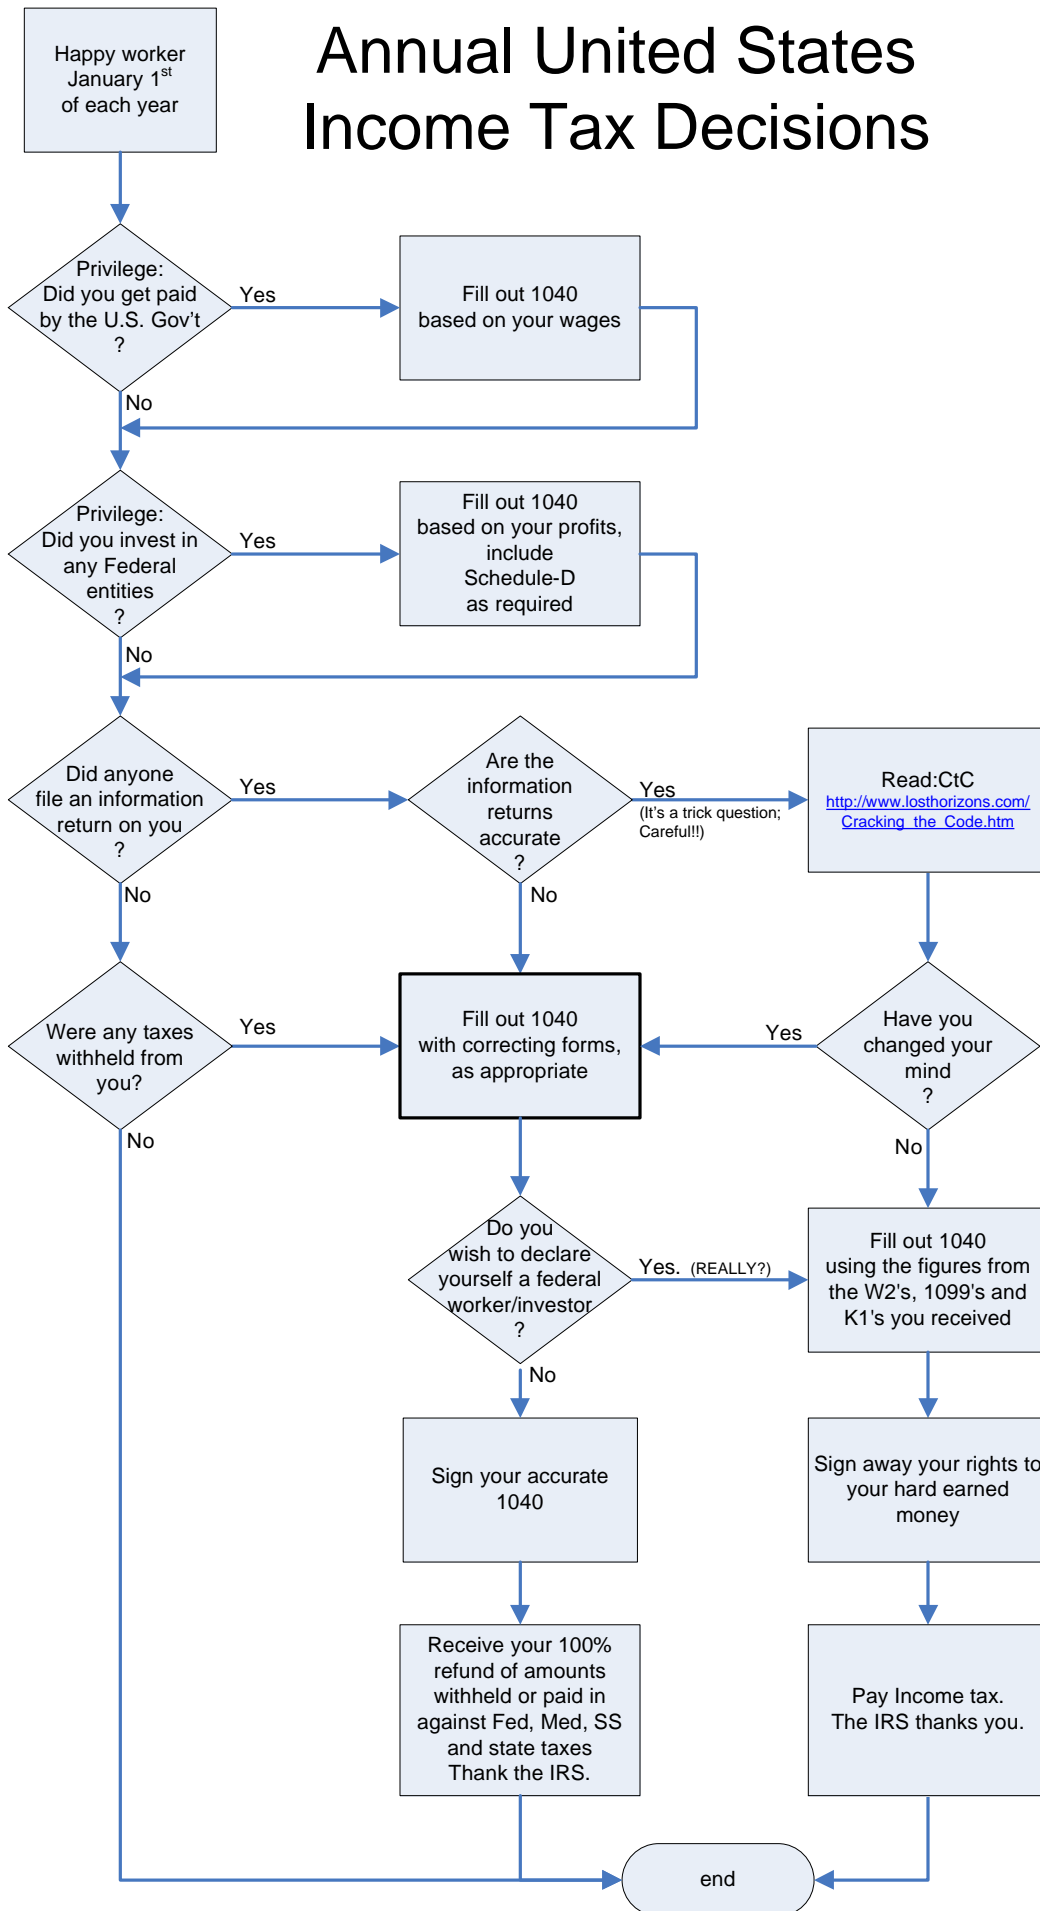 Annual United States
Income Tax Decisions
Happy worker
January 1st
of each year
Privilege:
Did you get paid
by the U.S. Gov't
?
Yes
Fill out 1040
based on your wages
No
Privilege:
Did you invest in
any Federal
entities
?
Yes
Fill out 1040
based on your profits,
include
Schedule-D
as required
No
Did anyone
file an information
return on you
?
Yes
Are the
information
returns
accurate
?
Yes
(It's a trick question;
Careful!!)
Read:CtC
http://www.losthorizons.com/
Cracking_the_Code.htm
No
No
Were any taxes
withheld from
you?
Yes
Fill out 1040
with correcting forms,
as appropriate
Yes
Have you
changed your
mind
?
No
No
Do you
wish to declare
yourself a federal
worker/investor
?
Yes. (REALLY?)
Fill out 1040
using the figures from
the W2's, 1099's and
K1's you received
No
Sign your accurate
1040
Sign away your rights to
your hard earned
money
Receive your 100%
refund of amounts
withheld or paid in
against Fed, Med, SS
and state taxes
Thank the IRS.
Pay Income tax.
The IRS thanks you.
end